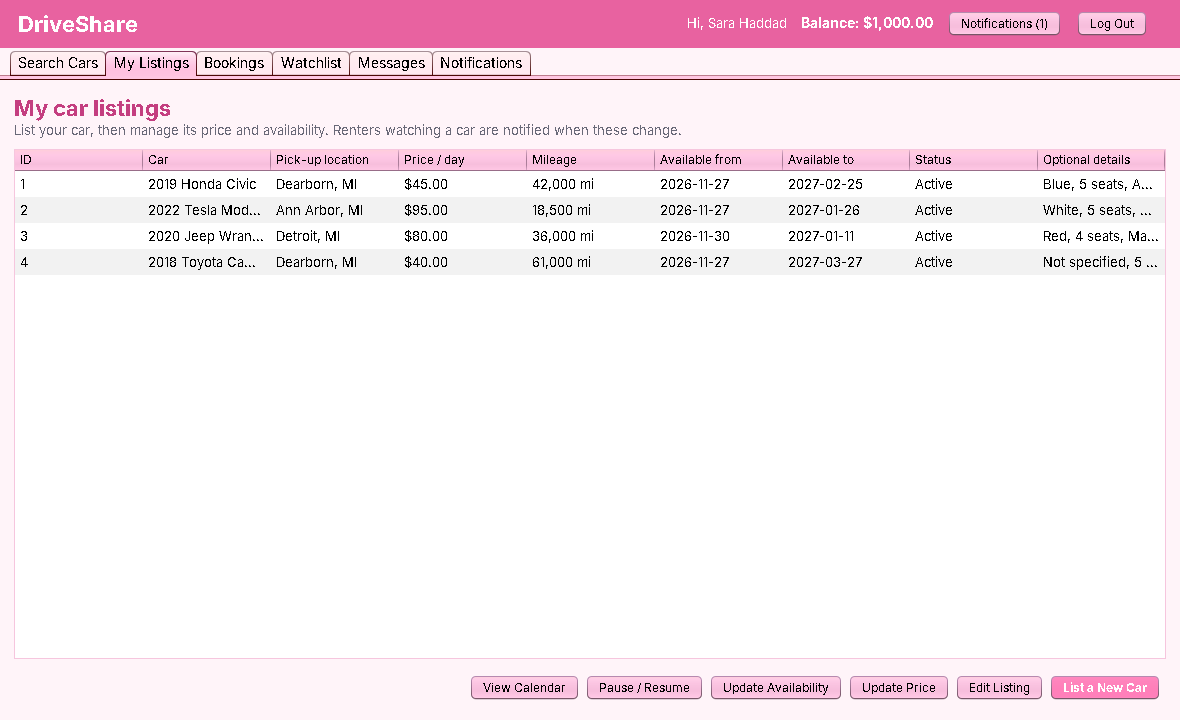 DriveShare
Hi, Sara Haddad Balance: $1,000.00 Notifications (1) Log Out
Search Cars My Listings Bookings Watchlist Messages Notifications
My car listings
List your car, then manage its price and availability. Renters watching a car are notified when these change.
ID Car Pick-up location Price / day Mileage Available from Available to Status Optional details
1 2019 Honda Civic Dearborn, MI $45.00 42,000 mi 2026-11-27 2027-02-25 Active Blue, 5 seats, A...
2 2022 Tesla Mod... Ann Arbor, MI $95.00 18,500 mi 2026-11-27 2027-01-26 Active White, 5 seats, ...
3 2020 Jeep Wran... Detroit, MI $80.00 36,000 mi 2026-11-30 2027-01-11 Active Red, 4 seats, Ma...
4 2018 Toyota Ca... Dearborn, MI $40.00 61,000 mi 2026-11-27 2027-03-27 Active Not specified, 5 ...
View Calendar Pause / Resume Update Availability Update Price Edit Listing List a New Car